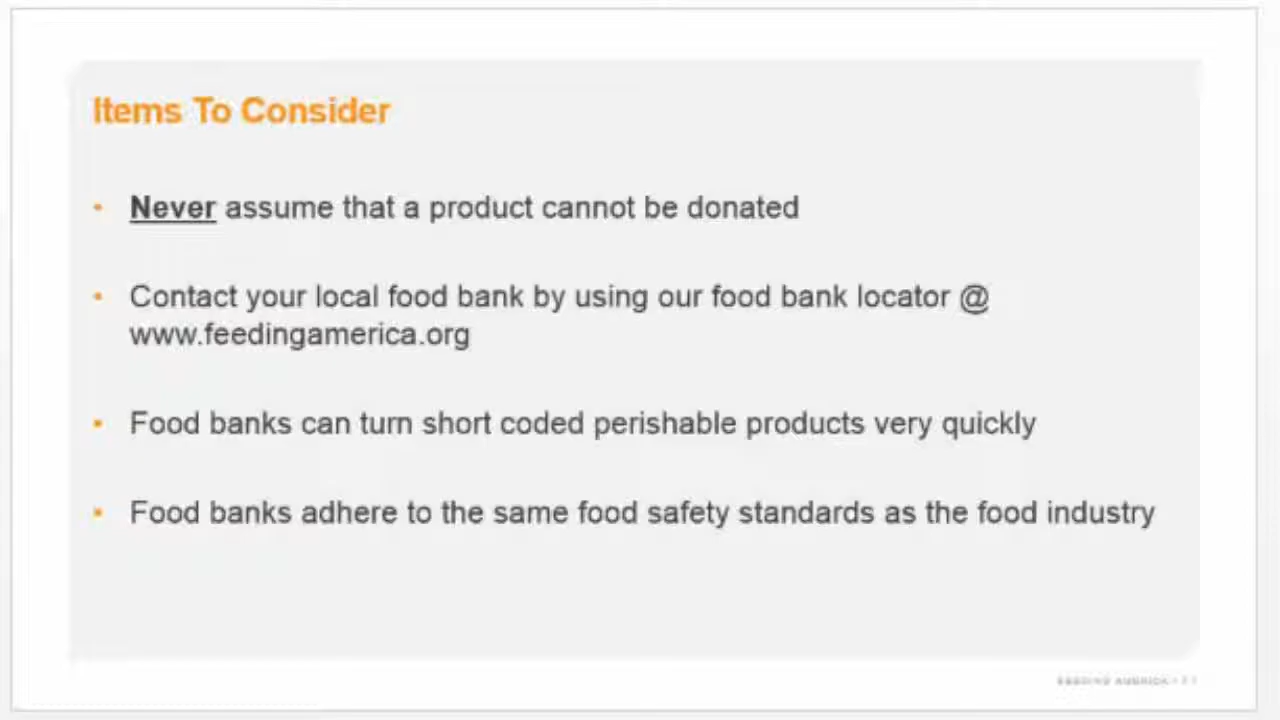 Items To Consider
• Never assume that a product cannot be donated
• Contact your local food bank by using our food bank locator @
www.feedingamerica.org
• Food banks can turn short coded perishable products very quickly
• Food banks adhere to the same food safety standards as the food industry
FEEDING AMERICA